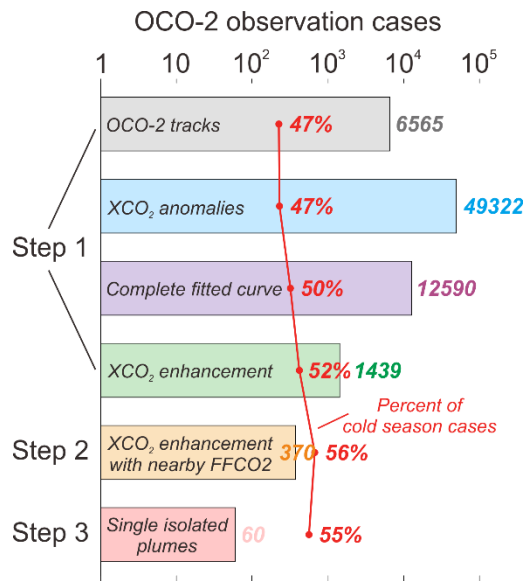 OCO-2 observation cases
1 10 10² 10³ 10⁴ 10⁵
Step 1
OCO-2 tracks 47% 6565
XCO₂ anomalies 47% 49322
Complete fitted curve 50% 12590
XCO₂ enhancement 52% 1439
Percent of
cold season cases
Step 2
XCO₂ enhancement
with nearby FFCO2
370 56%
Step 3
Single isolated
plumes
60 55%